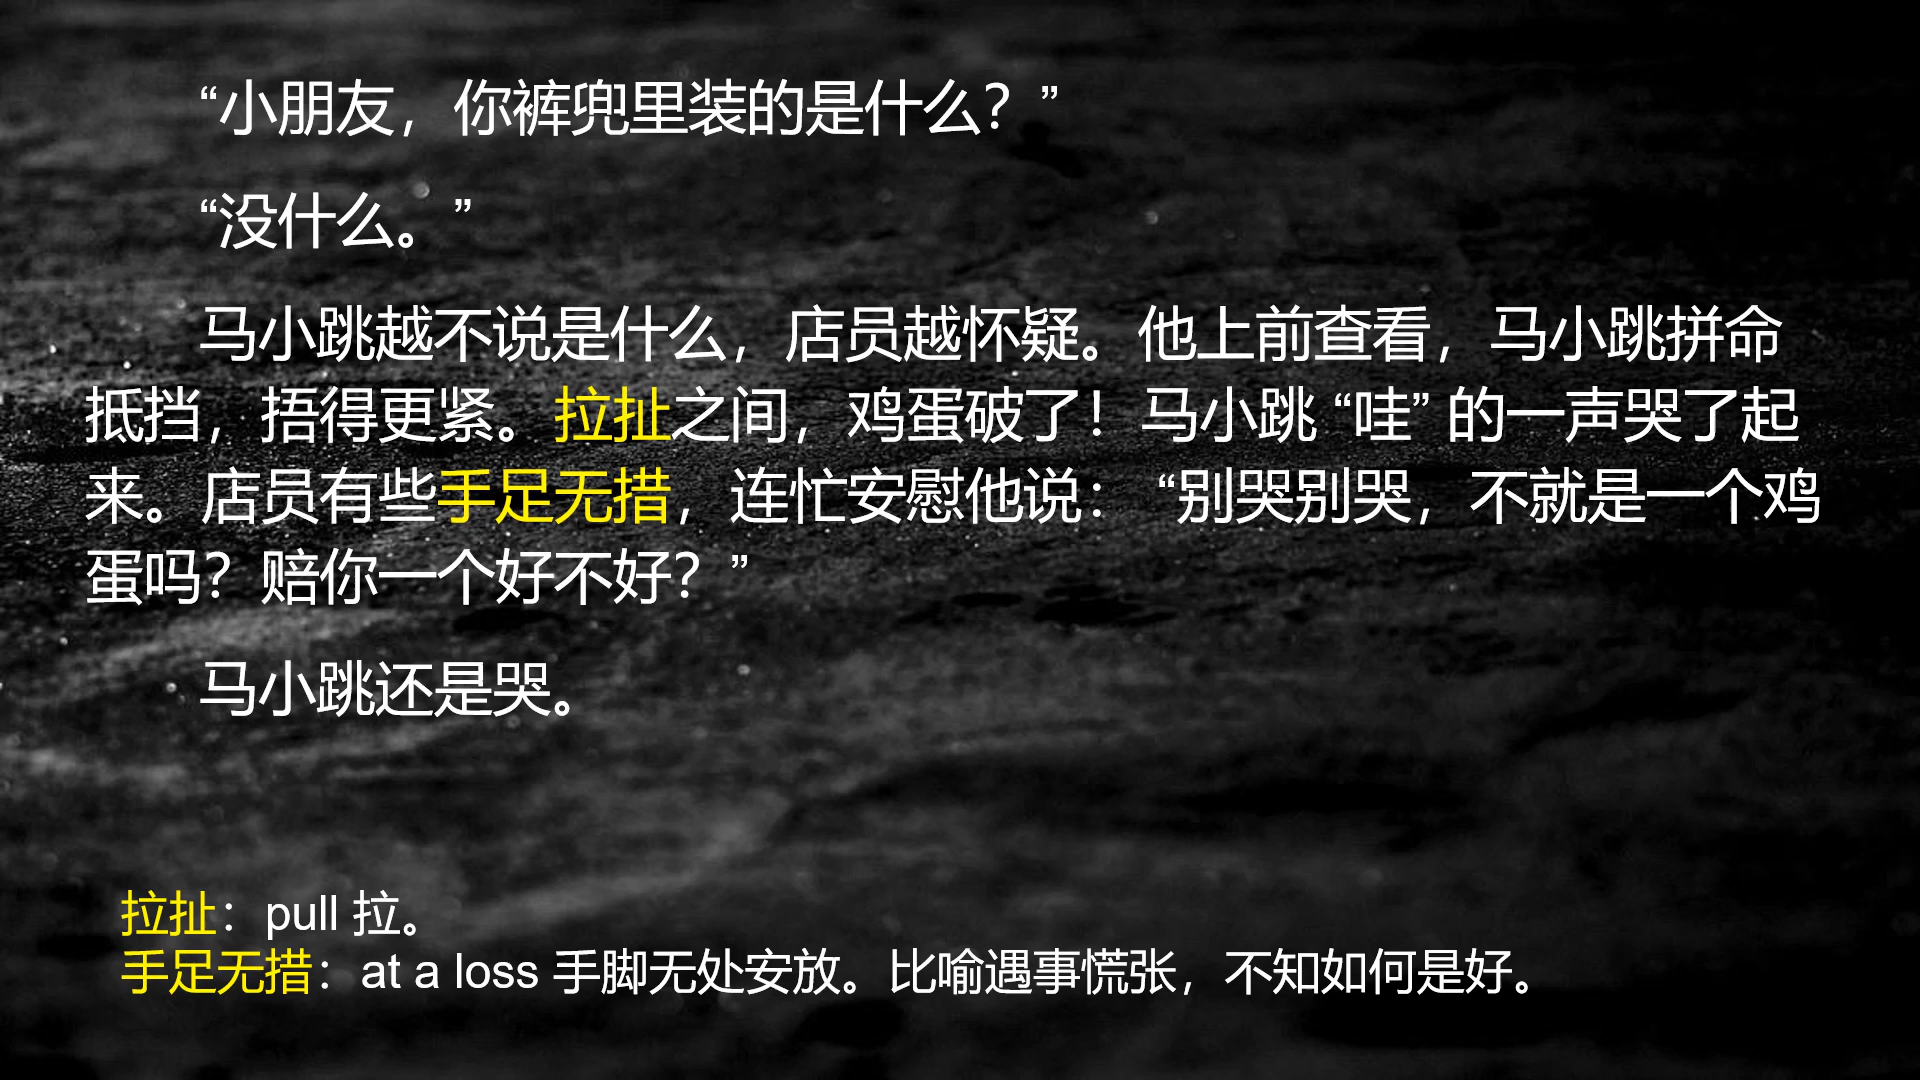 “小朋友，你裤兜里装的是什么？”
“没什么。”
马小跳越不说是什么，店员越怀疑。他上前查看，马小跳拼命
抵挡，捂得更紧。拉扯之间，鸡蛋破了！马小跳 “哇” 的一声哭了起
来。店员有些手足无措，连忙安慰他说：“别哭别哭，不就是一个鸡
蛋吗？赔你一个好不好？”
马小跳还是哭。
拉扯：pull 拉。
手足无措：at a loss 手脚无处安放。比喻遇事慌张，不知如何是好。